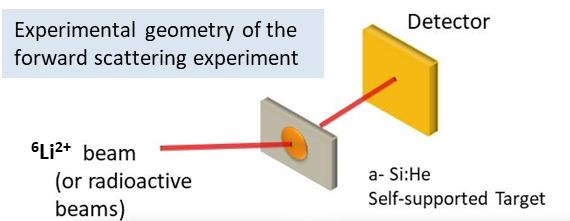 Experimental geometry of the
forward scattering experiment
Detector
⁶Li²⁺ beam
(or radioactive
beams)
a- Si:He
Self-supported Target